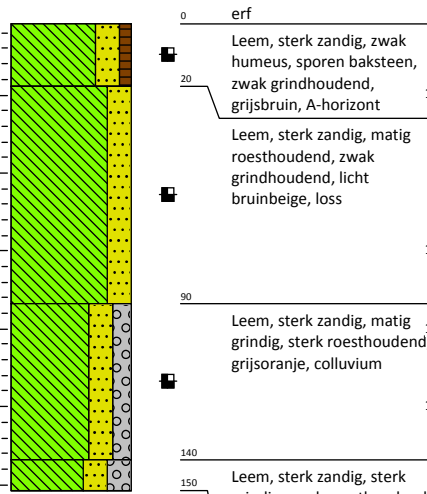 0 erf
Leem, sterk zandig, zwak
humeus, sporen baksteen,
zwak grindhoudend,
grijsbruin, A-horizont
20
Leem, sterk zandig, matig
roesthoudend, zwak
grindhoudend, licht
bruinbeige, loss
90
Leem, sterk zandig, matig
grindig, sterk roesthoudend
grijsoranje, colluvium
140
Leem, sterk zandig, sterk
150